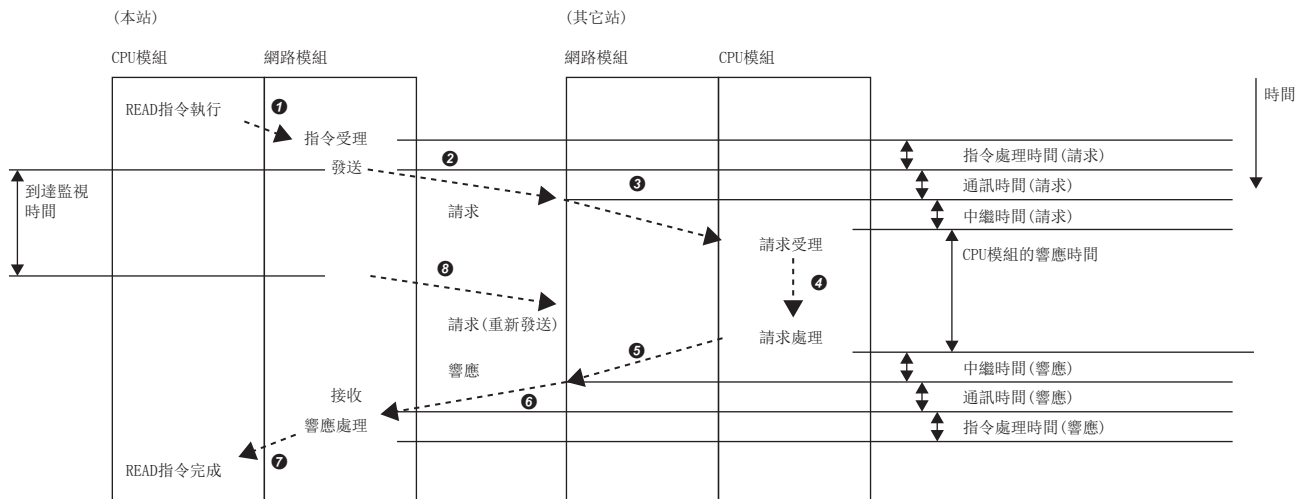 (本站)
(其它站)
CPU模組
網路模組
網路模組
CPU模組
時間
READ指令執行
❶
指令受理
指令處理時間(請求)
發送
❷
❸
通訊時間(請求)
到達監視
時間
請求
中繼時間(請求)
請求受理
CPU模組的響應時間
❽
❹
請求(重新發送)
請求處理
❺
響應
中繼時間(響應)
接收
❻
通訊時間(響應)
響應處理
指令處理時間(響應)
❼
READ指令完成